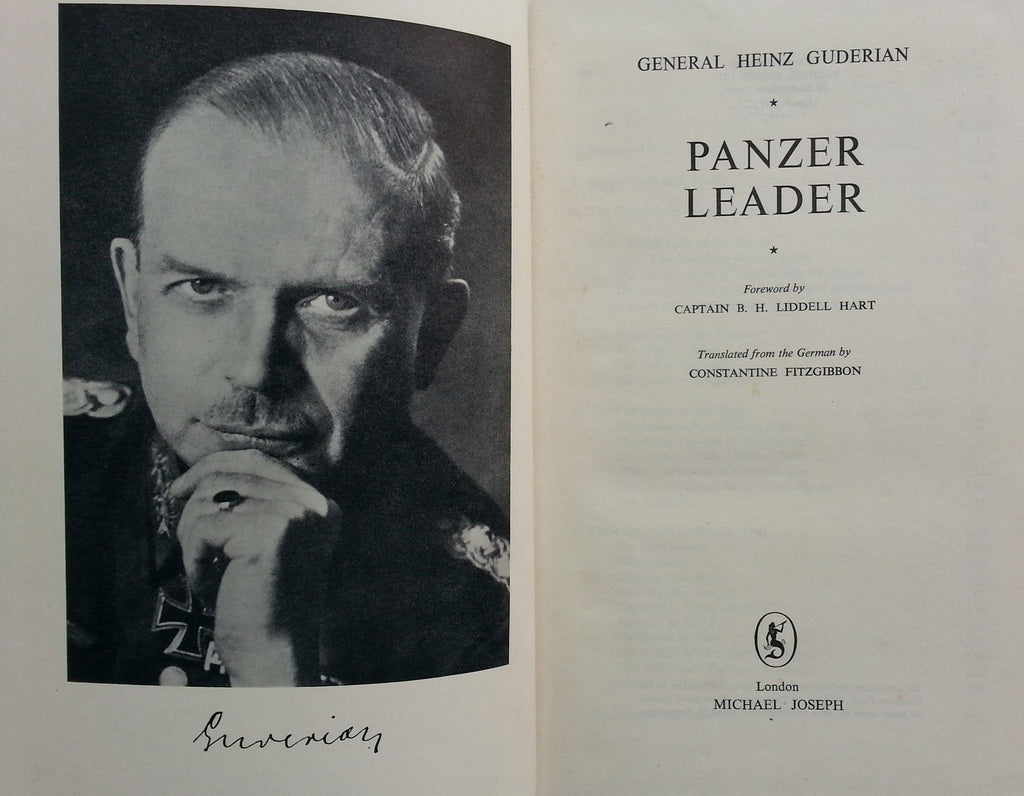 Guderian
GENERAL HEINZ GUDERIAN
★
PANZER
LEADER
★
Foreword by
CAPTAIN B. H. LIDDELL HART
Translated from the German by
CONSTANTINE FITZGIBBON
London
MICHAEL JOSEPH